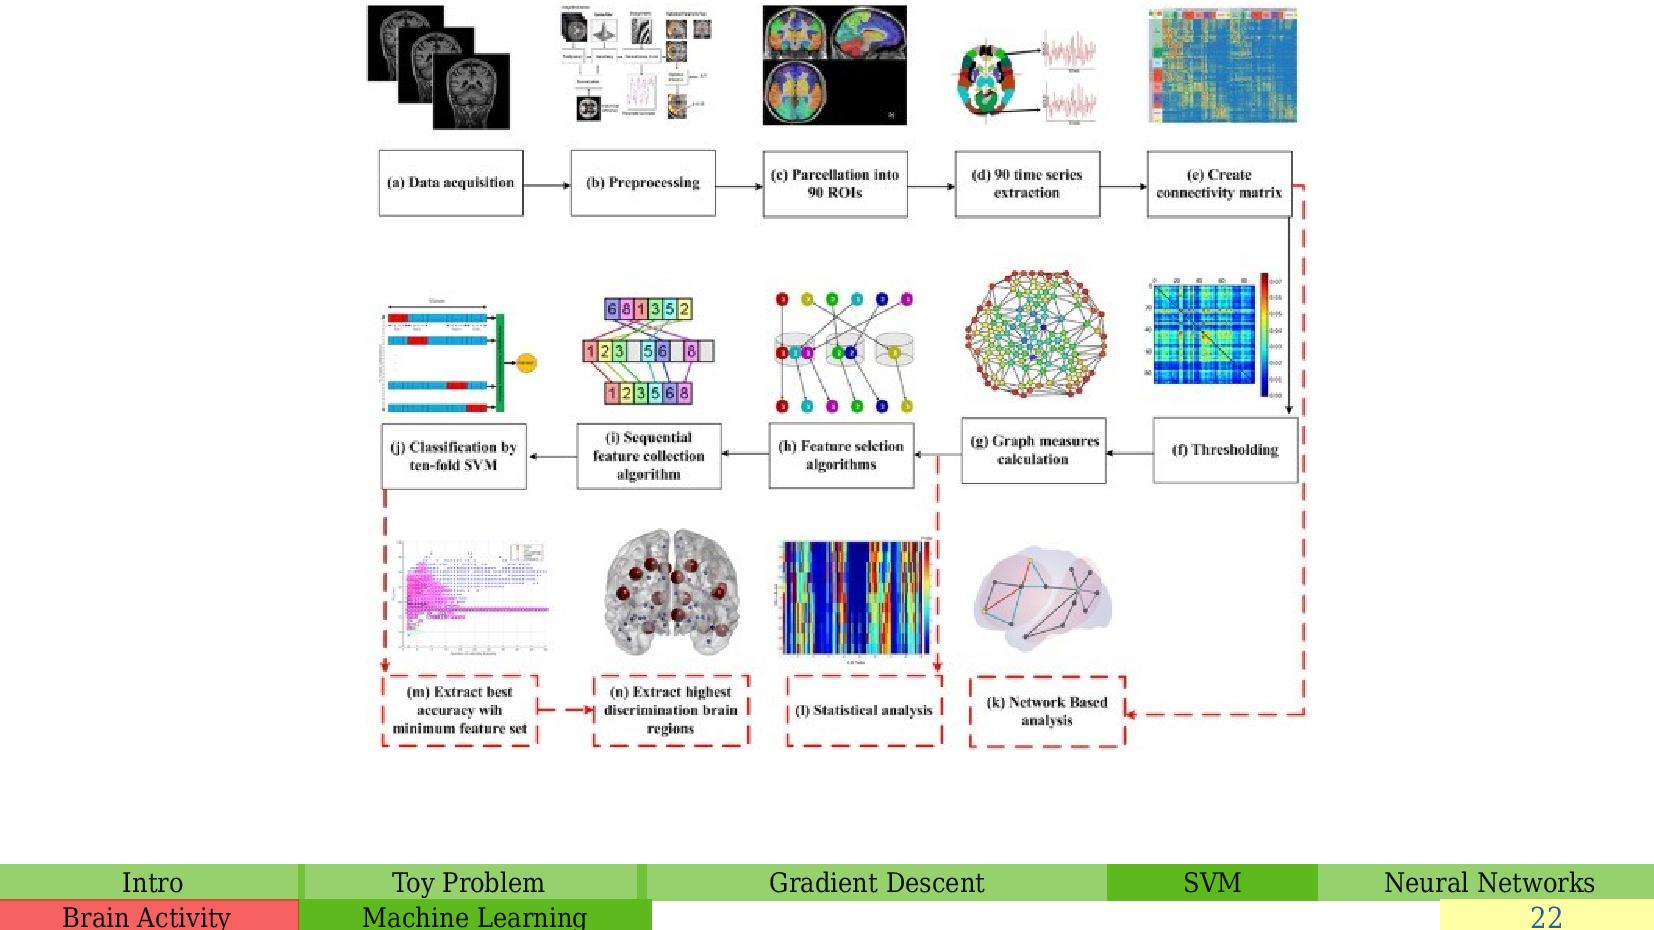 (a) Data acquisition
(b) Preprocessing
(c) Parcellation into
90 ROIs
(d) 90 time series
extraction
(e) Create
connectivity matrix
6 8 1 3 5 2
1 2 3 5 6 8
1 2 3 5 6 8
(j) Classification by
ten-fold SVM
(i) Sequential
feature collection
algorithm
(h) Feature seletion
algorithms
(g) Graph measures
calculation
(f) Thresholding
(m) Extract best
accuracy wih
minimum feature set
(n) Extract highest
discrimination brain
regions
(l) Statistical analysis
(k) Network Based
analysis
Intro Toy Problem Gradient Descent SVM Neural Networks
Brain Activity Machine Learning 22